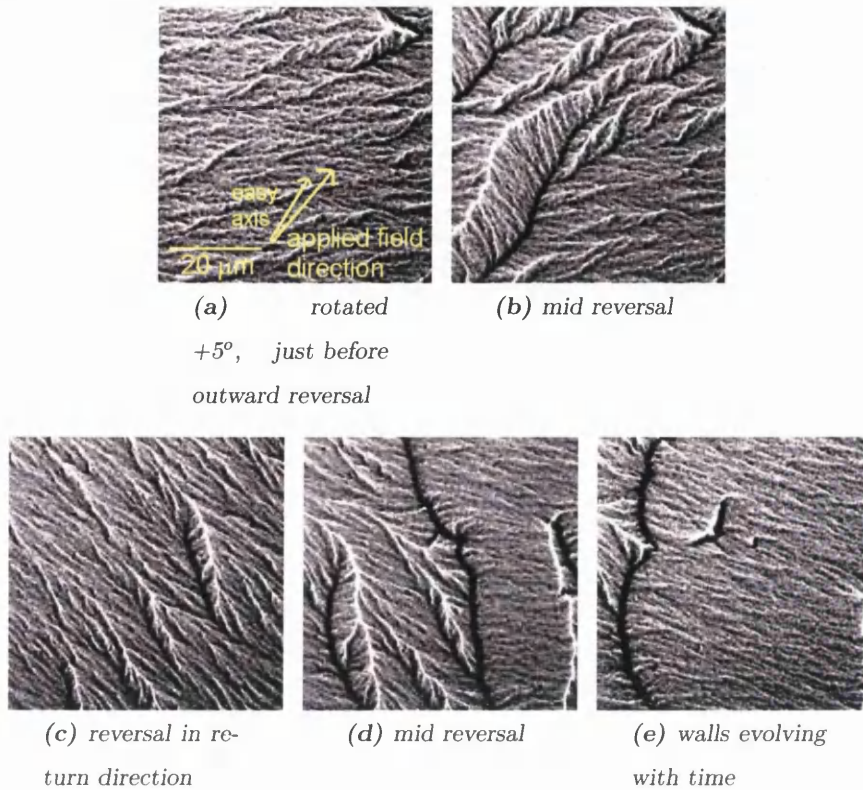 easy
axis
applied field
20 μm
direction
(a) rotated
+5°, just before
outward reversal
(b) mid reversal
(c) reversal in re-
turn direction
(d) mid reversal
(e) walls evolving
with time